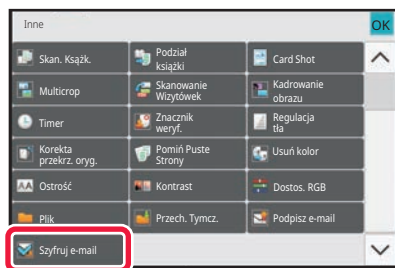 Inne
OK
Skan. Książk.
Podział
książki
Card Shot
Multicrop
Skanowanie
Wizytówek
Kadrowanie
obrazu
Timer
Znacznik
weryf.
Regulacja
tła
Korekta
przekrz. oryg.
Pomiń Puste
Strony
Usuń kolor
AA Ostrość
Kontrast
Dostos. RGB
Plik
Przech. Tymcz.
Podpisz e-mail
Szyfruj e-mail